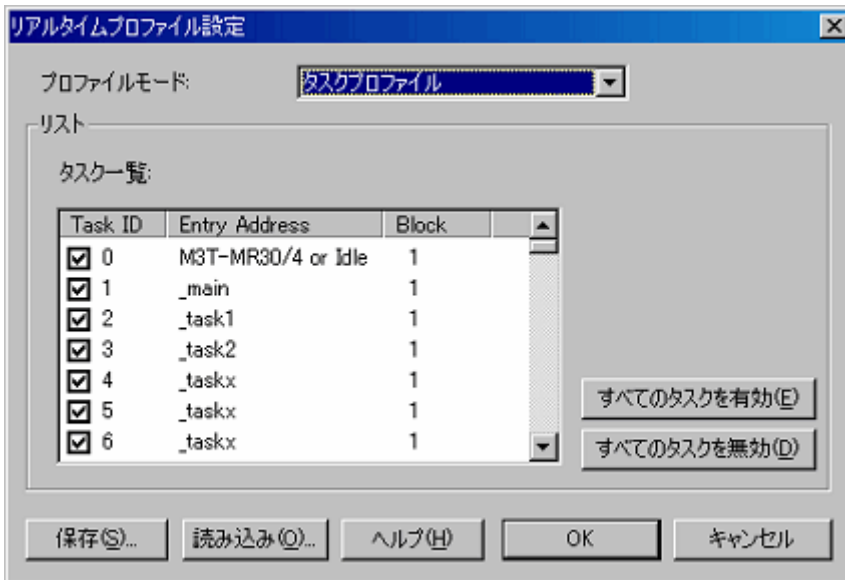 リアルタイムプロファイル設定
プロファイルモード: タスクプロファイル
リスト
タスク一覧:
Task ID Entry Address Block
0 M3T-MR30/4 or Idle 1
1 _main 1
2 _task1 1
3 _task2 1
4 _taskx 1
5 _taskx 1
6 _taskx 1
すべてのタスクを有効(E)
すべてのタスクを無効(D)
保存(S)... 読み込み(O)... ヘルプ(H) OK キャンセル